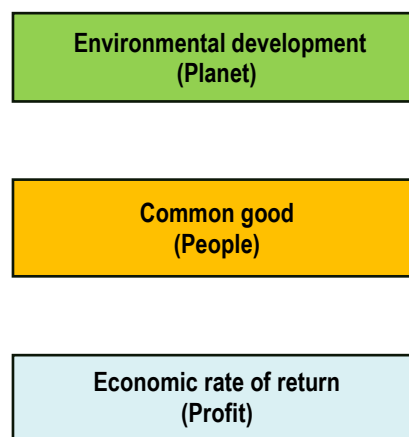 Environmental development
(Planet)
Common good
(People)
Economic rate of return
(Profit)